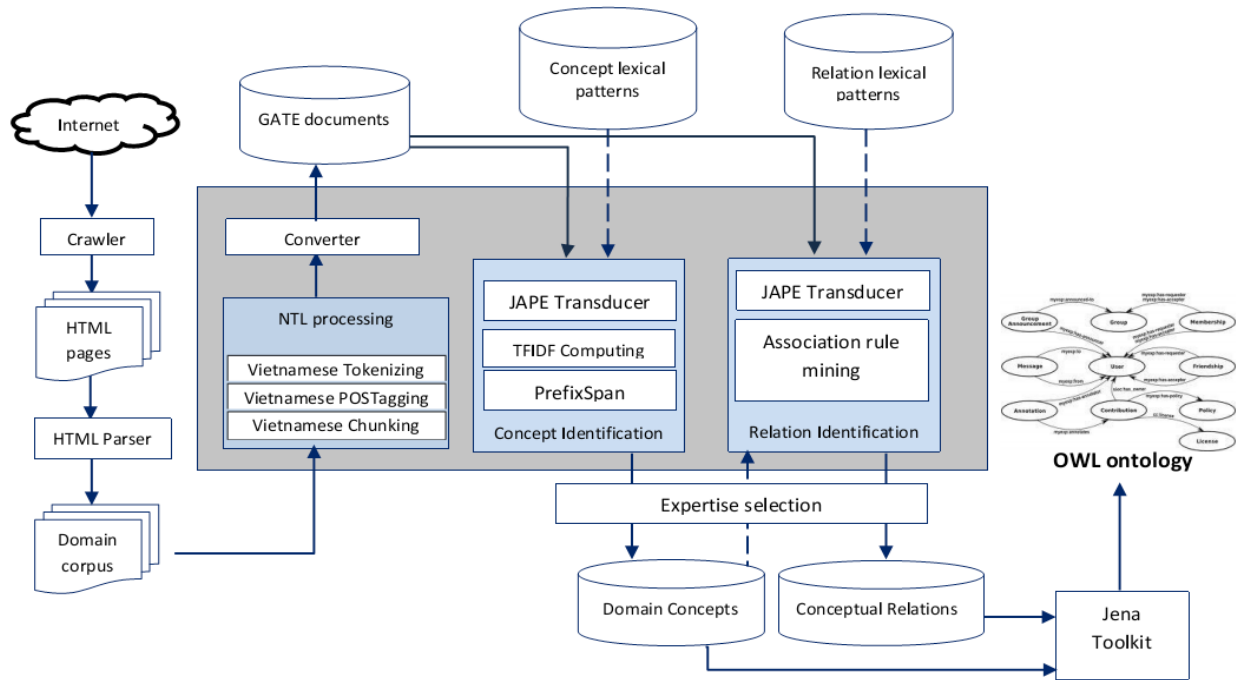 Internet
Crawler
HTML
pages
HTML Parser
Domain
corpus
GATE documents
Concept lexical
patterns
Relation lexical
patterns
Converter
NTL processing
Vietnamese Tokenizing
Vietnamese POSTagging
Vietnamese Chunking
JAPE Transducer
TFIDF Computing
PrefixSpan
Concept Identification
JAPE Transducer
Association rule
mining
Relation Identification
Expertise selection
Domain Concepts
Conceptual Relations
Jena
Toolkit
Group
Announcement
Group
Membership
Message
User
Friendship
Annotation
Contribution
Policy
License
OWL ontology